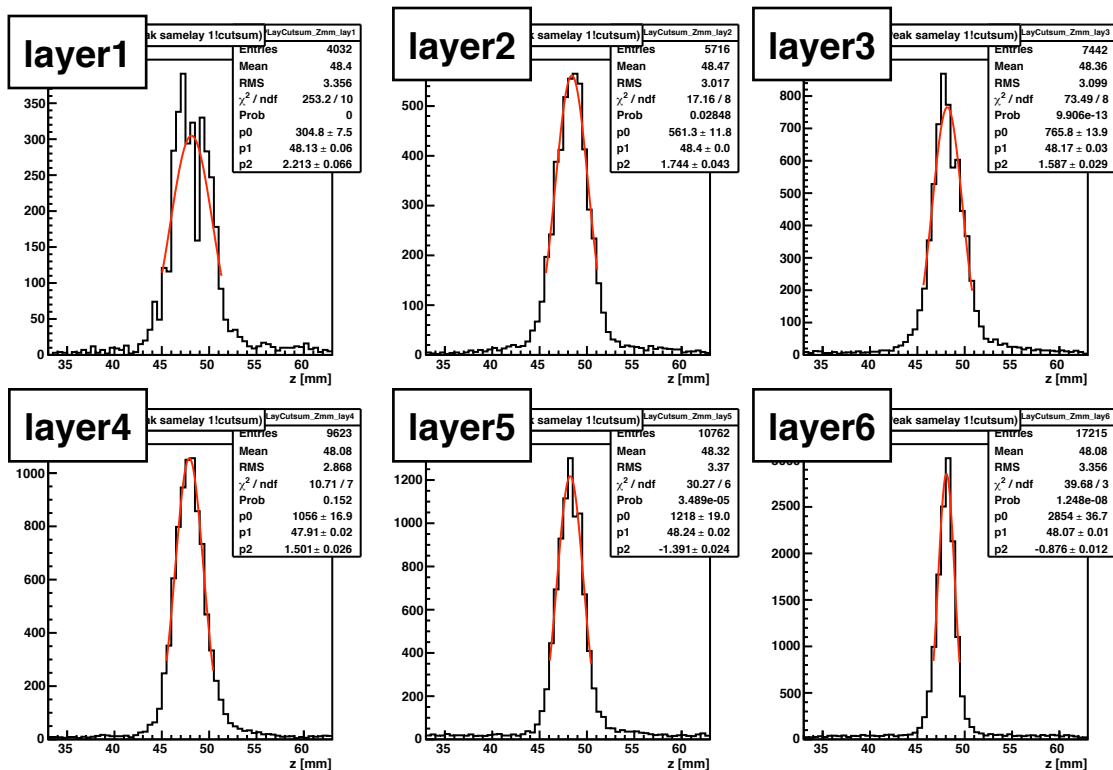 layer1
eak samelay 1!cutsum)
LayCutsum_Zmm_lay1
Entries 4032
Mean 48.4
RMS 3.356
χ² / ndf 253.2 / 10
Prob 0
p0 304.8 ± 7.5
p1 48.13 ± 0.06
p2 2.213 ± 0.066
350
300
250
200
150
100
50
0
35 40 45 50 55 60
z [mm]
layer2
eak samelay 1!cutsum)
LayCutsum_Zmm_lay2
Entries 5716
Mean 48.47
RMS 3.017
χ² / ndf 17.16 / 8
Prob 0.02848
p0 561.3 ± 11.8
p1 48.4 ± 0.0
p2 1.744 ± 0.043
500
400
300
200
100
0
35 40 45 50 55 60
z [mm]
layer3
eak samelay 1!cutsum)
LayCutsum_Zmm_lay3
Entries 7442
Mean 48.36
RMS 3.099
χ² / ndf 73.49 / 8
Prob 9.906e-13
p0 765.8 ± 13.9
p1 48.17 ± 0.03
p2 1.587 ± 0.029
800
700
600
500
400
300
200
100
0
35 40 45 50 55 60
z [mm]
layer4
eak samelay 1!cutsum)
LayCutsum_Zmm_lay4
Entries 9623
Mean 48.08
RMS 2.868
χ² / ndf 10.71 / 7
Prob 0.152
p0 1056 ± 16.9
p1 47.91 ± 0.02
p2 1.501 ± 0.026
1000
800
600
400
200
0
35 40 45 50 55 60
z [mm]
layer5
eak samelay 1!cutsum)
LayCutsum_Zmm_lay5
Entries 10762
Mean 48.32
RMS 3.37
χ² / ndf 30.27 / 6
Prob 3.489e-05
p0 1218 ± 19.0
p1 48.24 ± 0.02
p2 -1.391 ± 0.024
1200
1000
800
600
400
200
0
35 40 45 50 55 60
z [mm]
layer6
eak samelay 1!cutsum)
LayCutsum_Zmm_lay6
Entries 17215
Mean 48.08
RMS 3.356
χ² / ndf 39.68 / 3
Prob 1.248e-08
p0 2854 ± 36.7
p1 48.07 ± 0.01
p2 -0.876 ± 0.012
3000
2500
2000
1500
1000
500
0
35 40 45 50 55 60
z [mm]